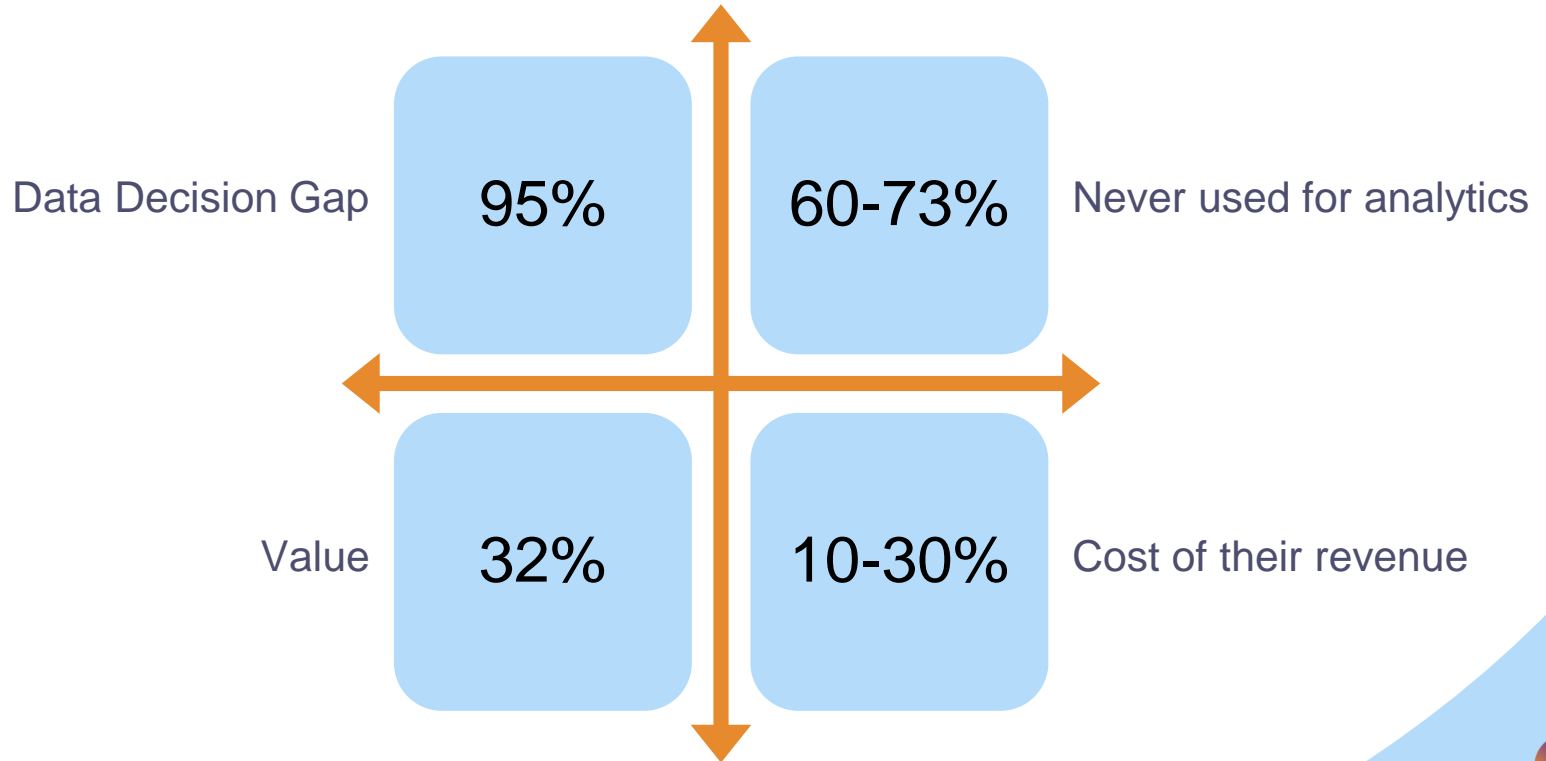 Data Decision Gap
95%
60-73%
Never used for analytics
Value
32%
10-30%
Cost of their revenue